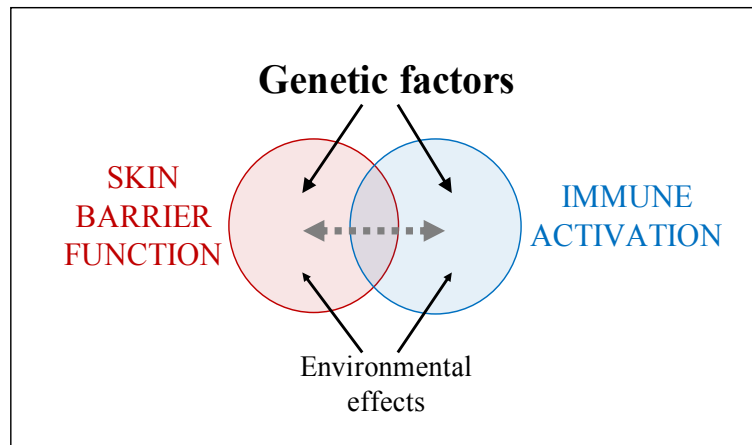 Genetic factors
SKIN
BARRIER
FUNCTION
IMMUNE
ACTIVATION
Environmental
effects